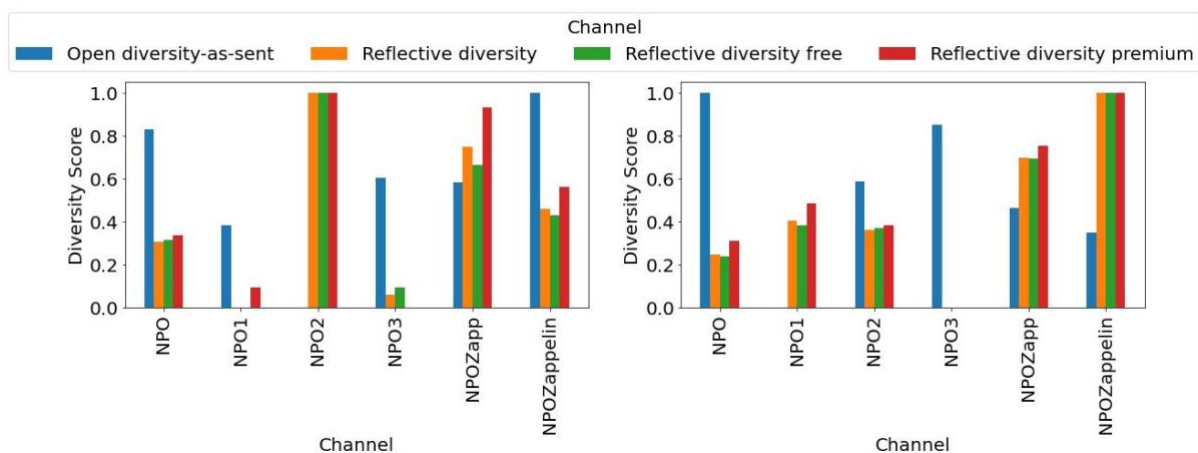 Channel
Open diversity-as-sent Reflective diversity Reflective diversity free Reflective diversity premium
Diversity Score
1.0
0.8
0.6
0.4
0.2
0.0
NPO
NPO1
NPO2
NPO3
NPOZapp
NPOZappelin
Channel
Diversity Score
1.0
0.8
0.6
0.4
0.2
0.0
NPO
NPO1
NPO2
NPO3
NPOZapp
NPOZappelin
Channel